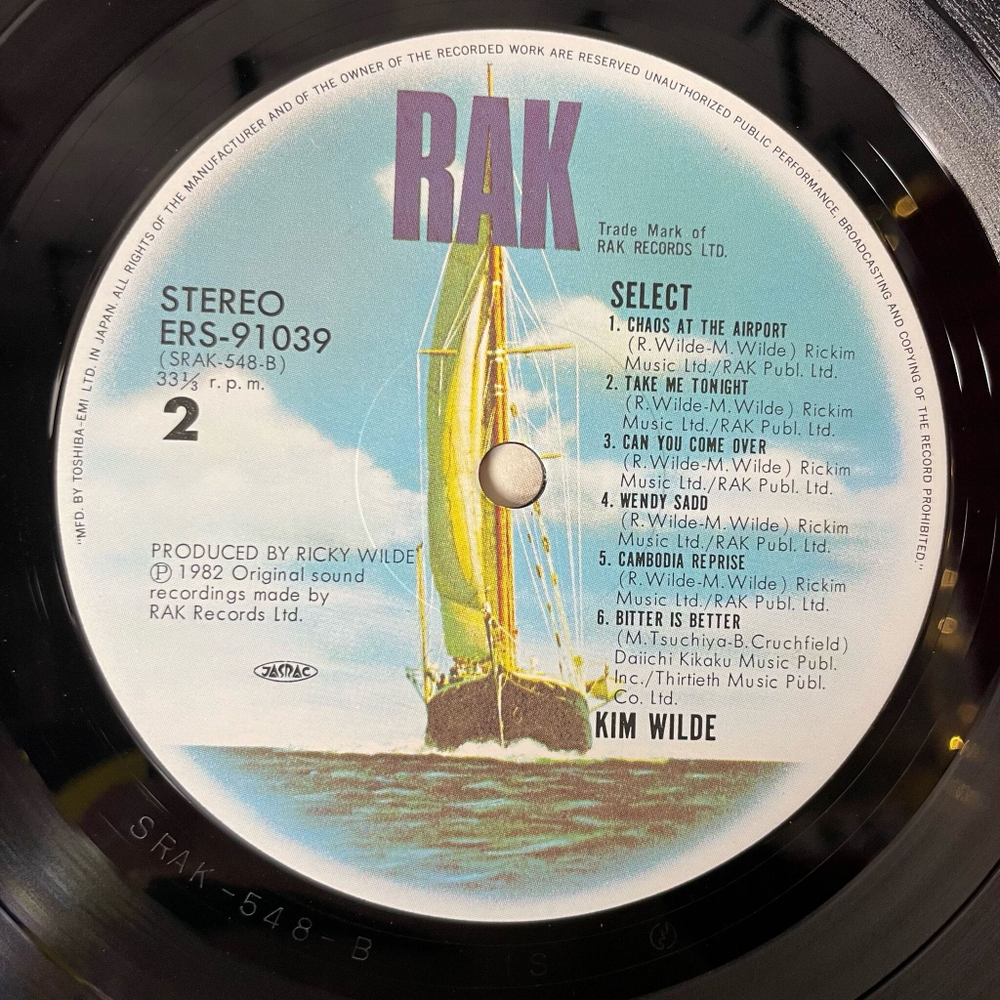 "MFD. BY TOSHIBA-EMI LTD. IN JAPAN. ALL RIGHTS OF THE MANUFACTURER AND OF THE OWNER OF THE RECORDED WORK ARE RESERVED UNAUTHORIZED PUBLIC PERFORMANCE, BROADCASTING AND COPYING OF THE RECORD PROHIBITED."
RAK
Trade Mark of
RAK RECORDS LTD.
STEREO
ERS-91039
(SRAK-548-B)
33⅓ r.p.m.
2
PRODUCED BY RICKY WILDE
Ⓟ 1982 Original sound
recordings made by
RAK Records Ltd.
JASRAC
SELECT
1. CHAOS AT THE AIRPORT
(R.Wilde-M.Wilde) Rickim
Music Ltd./RAK Publ. Ltd.
2. TAKE ME TONIGHT
(R.Wilde-M.Wilde) Rickim
Music Ltd./RAK Publ. Ltd.
3. CAN YOU COME OVER
(R.Wilde-M.Wilde) Rickim
Music Ltd./RAK Publ. Ltd.
4. WENDY SADD
(R.Wilde-M.Wilde) Rickim
Music Ltd./RAK Publ. Ltd.
5. CAMBODIA REPRISE
(R.Wilde-M.Wilde) Rickim
Music Ltd./RAK Publ. Ltd.
6. BITTER IS BETTER
(M.Tsuchiya-B.Cruchfield)
Daiichi Kikaku Music Publ.
Inc./Thirtieth Music Publ.
Co. Ltd.
KIM WILDE
SRAK-548-B
S